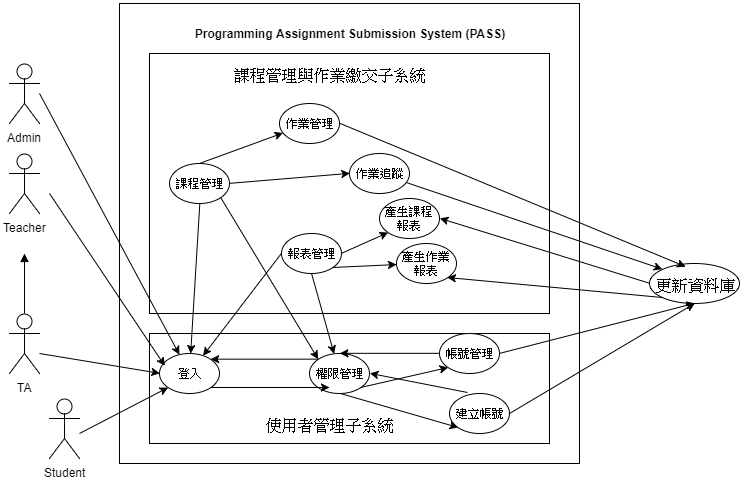 Programming Assignment Submission System (PASS)
課程管理與作業繳交子系統
Admin
作業管理
作業追蹤
課程管理
Teacher
產生課程
報表
報表管理
產生作業
報表
更新資料庫
TA
登入
權限管理
帳號管理
建立帳號
使用者管理子系統
Student